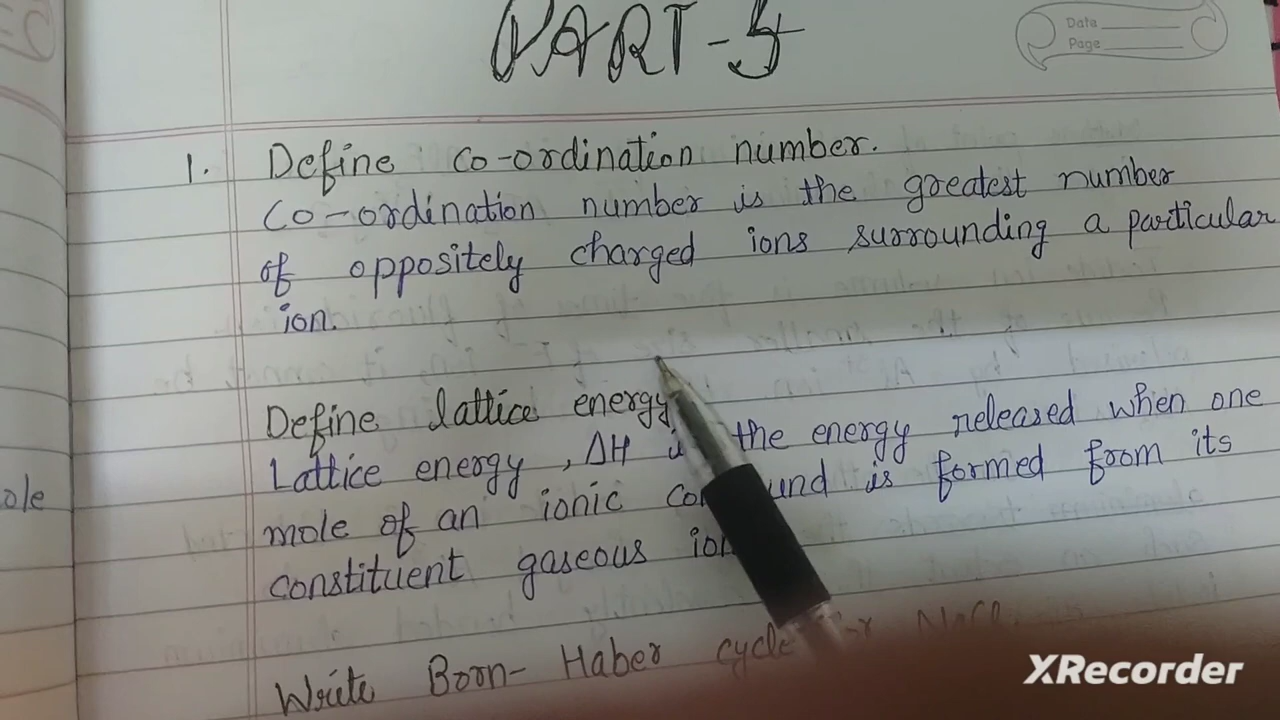 PART-5
Date
Page
1. Define Co-ordination number.
Co-ordination number is the greatest number
of oppositely charged ions surrounding a particular
ion.
Define lattice energy
Lattice energy, ΔH the energy released when one
mole of an ionic is formed from its
ole
constituent gaseous
Write Born-Haber cycle NaCl.
XRecorder